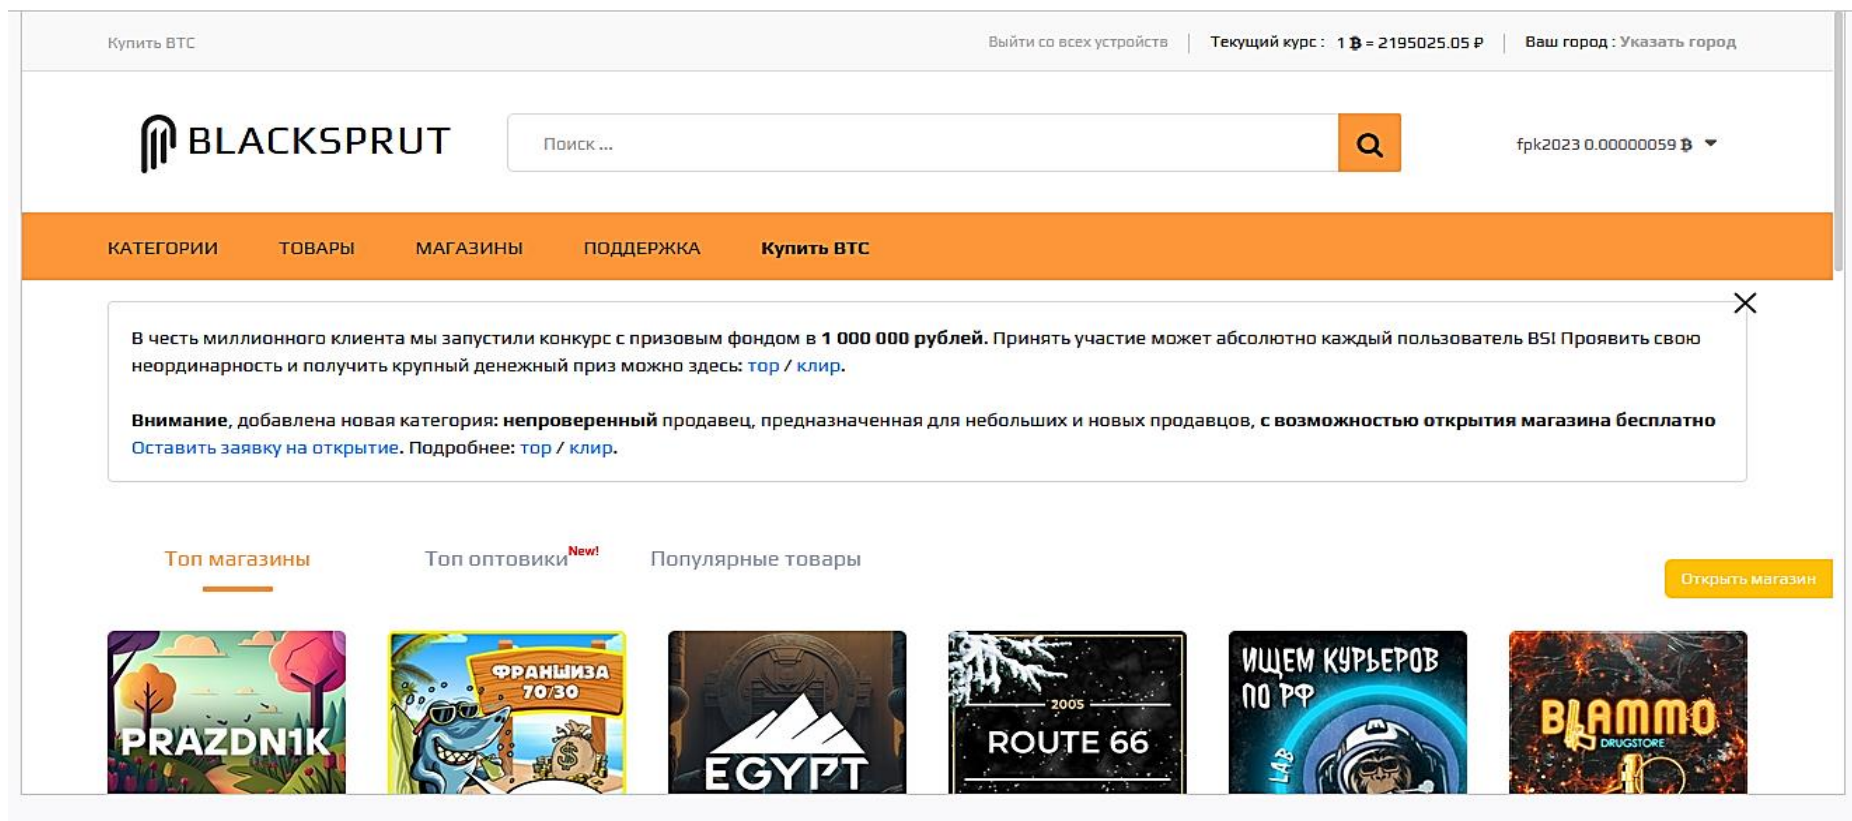 Купить BTC
Выйти со всех устройств
Текущий курс : 1 ₿ = 2195025.05 ₽
Ваш город : Указать город
BLACKSPRUT
Поиск ...
fpk2023 0.00000059 ₿
КАТЕГОРИИ
ТОВАРЫ
МАГАЗИНЫ
ПОДДЕРЖКА
Купить BTC
В честь миллионного клиента мы запустили конкурс с призовым фондом в 1 000 000 рублей. Принять участие может абсолютно каждый пользователь BS! Проявить свою
неординарность и получить крупный денежный приз можно здесь: тор / клир.
Внимание, добавлена новая категория: непроверенный продавец, предназначенная для небольших и новых продавцов, с возможностью открытия магазина бесплатно
Оставить заявку на открытие. Подробнее: тор / клир.
Топ магазины
Топ оптовики New!
Популярные товары
Открыть магазин
PRAZDN1K
ФРАНШИЗА
70/30
EGYPT
2005
ROUTE 66
ИЩЕМ КУРЬЕРОВ
ПО РФ
LAB
BLAMMO
DRUGSTORE